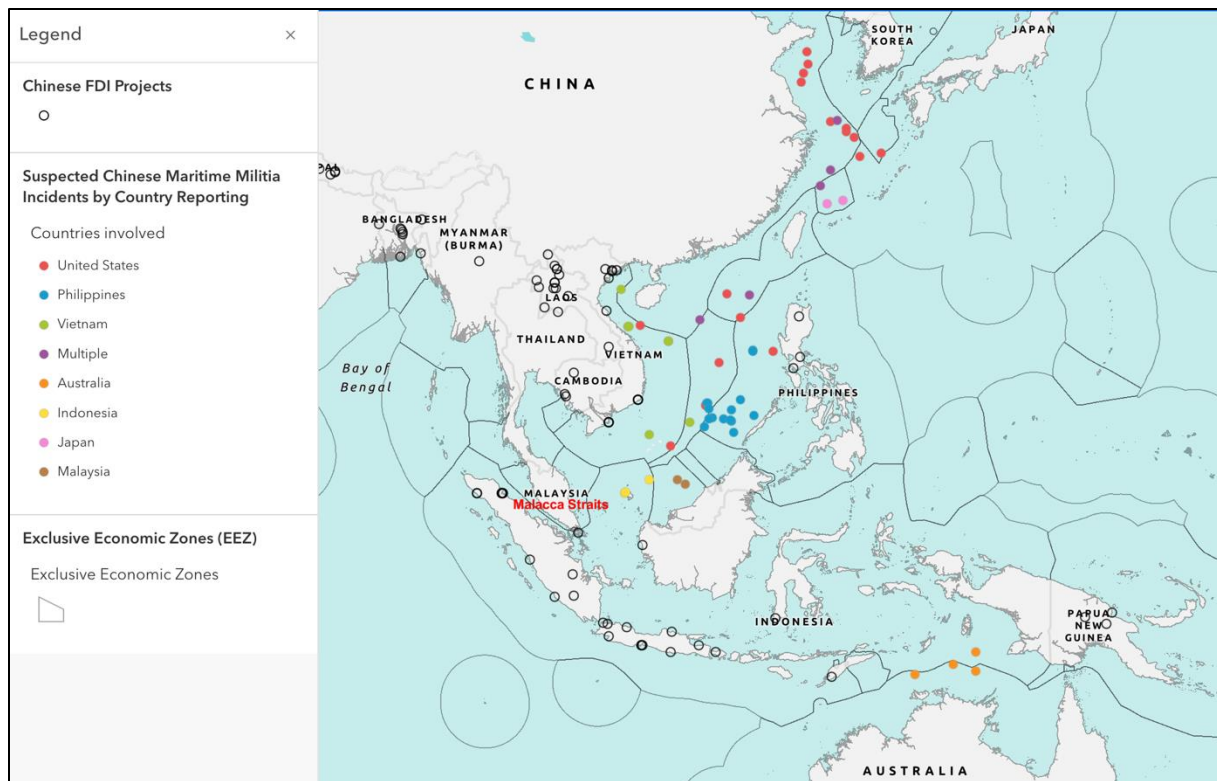 Legend ×
Chinese FDI Projects
Suspected Chinese Maritime Militia
Incidents by Country Reporting
Countries involved
United States
Philippines
Vietnam
Multiple
Australia
Indonesia
Japan
Malaysia
Exclusive Economic Zones (EEZ)
Exclusive Economic Zones
SOUTH
KOREA
JAPAN
CHINA
PAL
BANGLADESH
MYANMAR
(BURMA)
LAOS
THAILAND
VIETNAM
Bay of
Bengal
CAMBODIA
PHILIPPINES
MALAYSIA
Malacca Straits
INDONESIA
PAPUA
NEW
GUINEA
AUSTRALIA